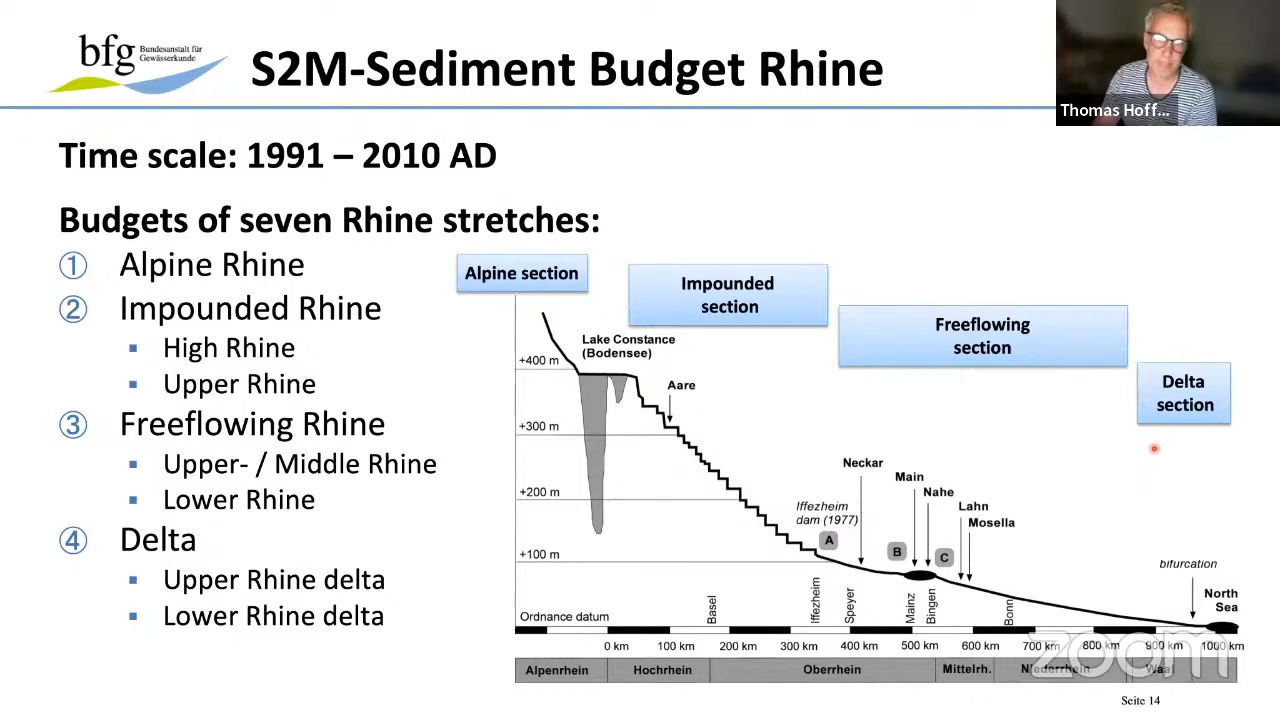 bfg
Bundesanstalt für
Gewässerkunde
S2M-Sediment Budget Rhine
Thomas Hoff...
Time scale: 1991 – 2010 AD
Budgets of seven Rhine stretches:
① Alpine Rhine
② Impounded Rhine
▪ High Rhine
▪ Upper Rhine
③ Freeflowing Rhine
▪ Upper- / Middle Rhine
▪ Lower Rhine
④ Delta
▪ Upper Rhine delta
▪ Lower Rhine delta
Alpine section
Impounded
section
Freeflowing
section
Delta
section
Lake Constance
(Bodensee)
+400 m
Aare
+300 m
Neckar
Main
+200 m
Nahe
Iffezheim
dam (1977)
Lahn
Mosella
A
B
C
+100 m
bifurcation
North
Sea
Ordnance datum
Basel
Iffezheim
Speyer
Mainz
Bingen
Bonn
0 km 100 km 200 km 300 km 400 km 500 km 600 km 700 km 800 km 900 km 1000 km
Alpenrhein Hochrhein Oberrhein Mittelrh. Niederrhein Waal
zoom
Seite 14